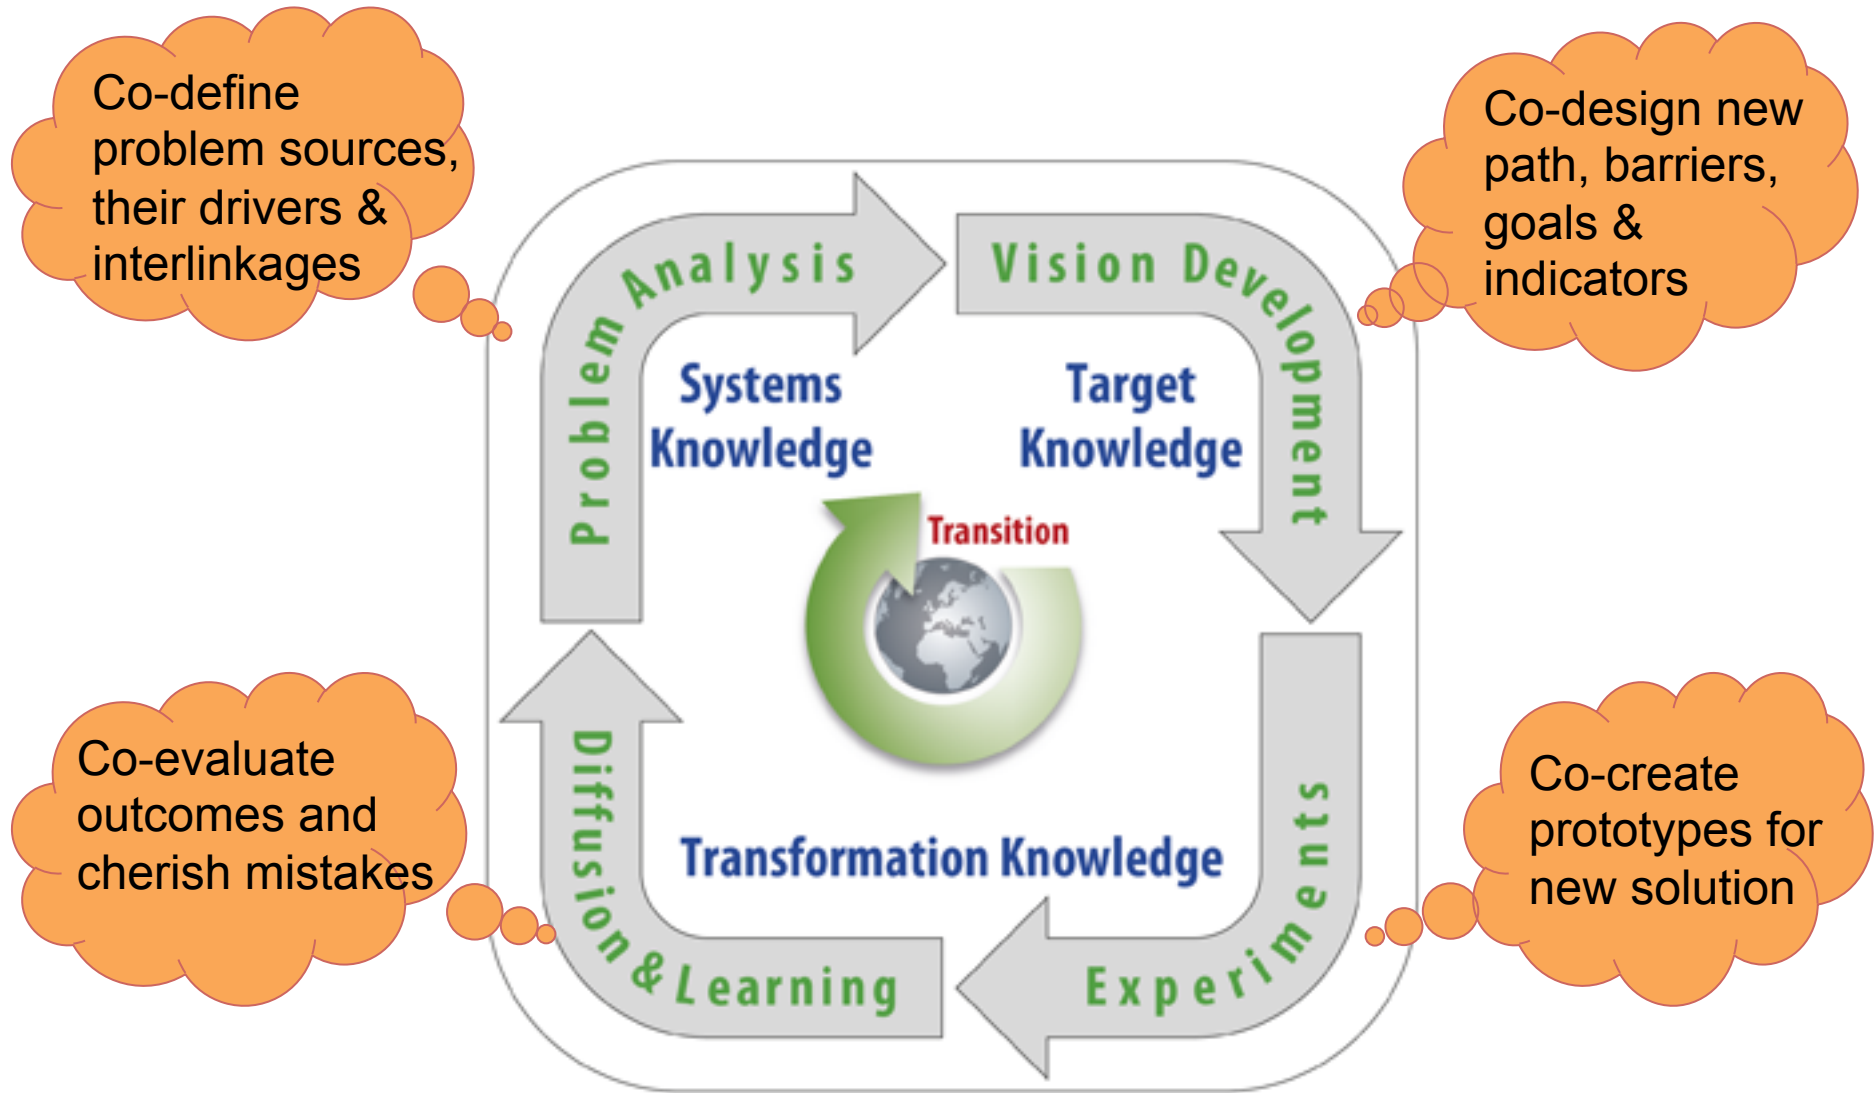 Co-define
problem sources,
their drivers &
interlinkages
Co-design new
path, barriers,
goals &
indicators
Problem Analysis
Vision Development
Systems
Knowledge
Target
Knowledge
Transition
Transformation Knowledge
Experiments
Diffusion & Learning
Co-evaluate
outcomes and
cherish mistakes
Co-create
prototypes for
new solution